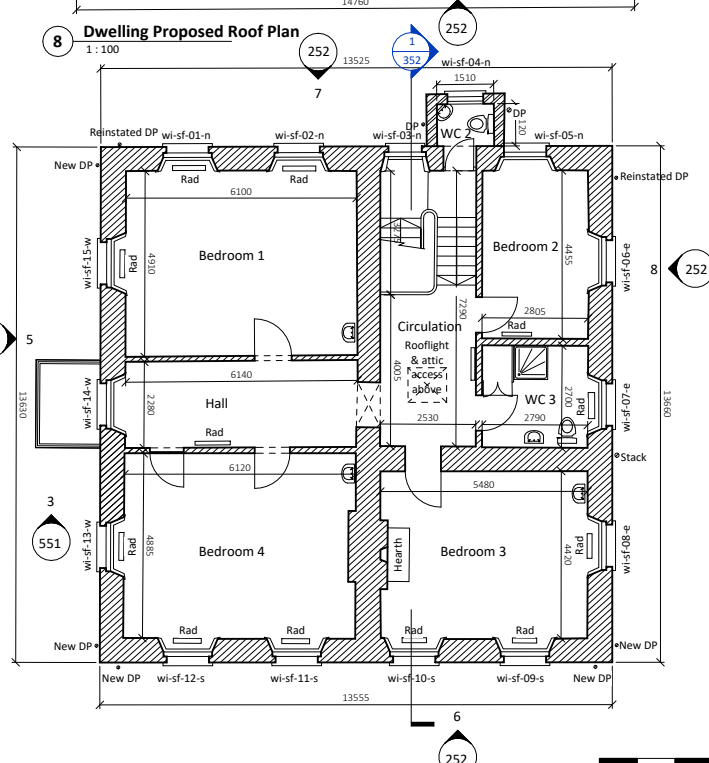 14760
8 Dwelling Proposed Roof Plan
1 : 100
252
252
1
352
13525
7
wi-sf-04-n
1510
DP
DP
120
WC 2
Reinstated DP
wi-sf-01-n
wi-sf-02-n
wi-sf-03-n
wi-sf-05-n
New DP
Reinstated DP
Rad
Rad
6100
3275
4910
Bedroom 1
Rad
wi-sf-15-w
Bedroom 2
4455
wi-sf-06-e
8
252
7290
2805
Rad
5
Circulation
Rooflight
& attic
access
above
4005
13630
13660
6140
wi-sf-14-w
2280
Hall
Rad
2530
WC 3
2700
Rad
2790
wi-sf-07-e
Stack
6120
5480
3
551
wi-sf-13-w
Rad
4885
Bedroom 4
Hearth
Bedroom 3
4420
Rad
wi-sf-08-e
Rad
Rad
Rad
Rad
New DP
New DP
New DP
New DP
wi-sf-12-s
wi-sf-11-s
wi-sf-10-s
wi-sf-09-s
13555
6
252